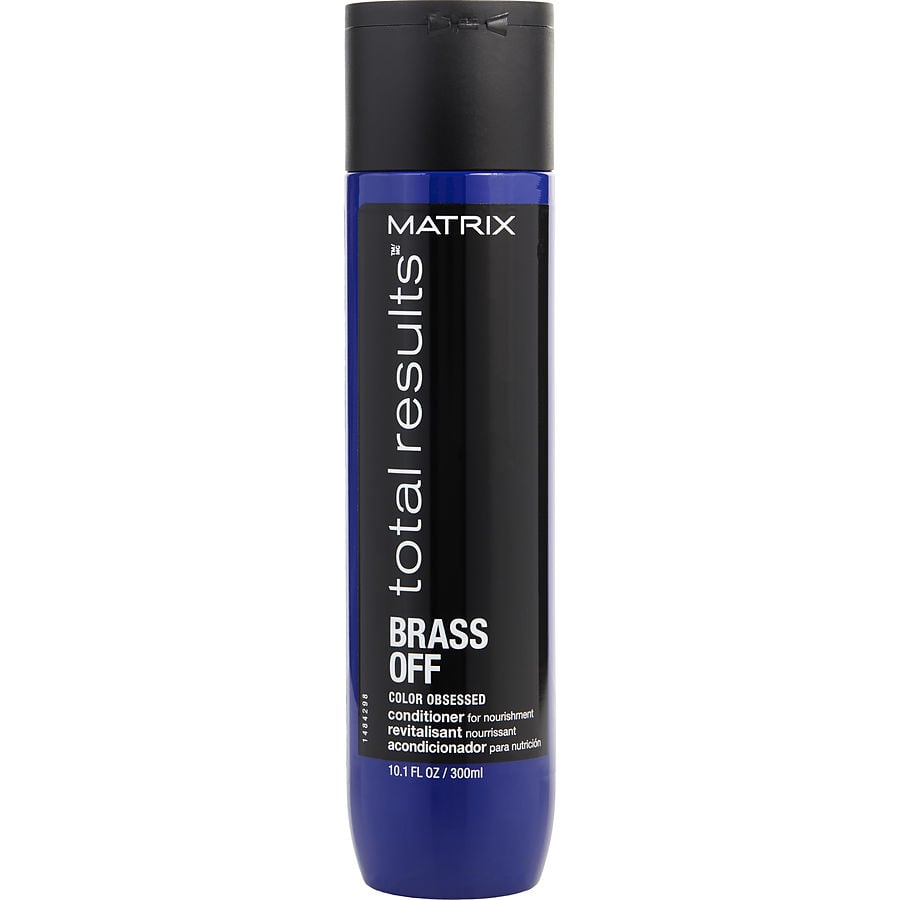 MATRIX
total results™/MC
BRASS
OFF
COLOR OBSESSED
conditioner for nourishment
revitalisant nourrissant
acondicionador para nutrición
10.1 FL OZ / 300ml
1484298